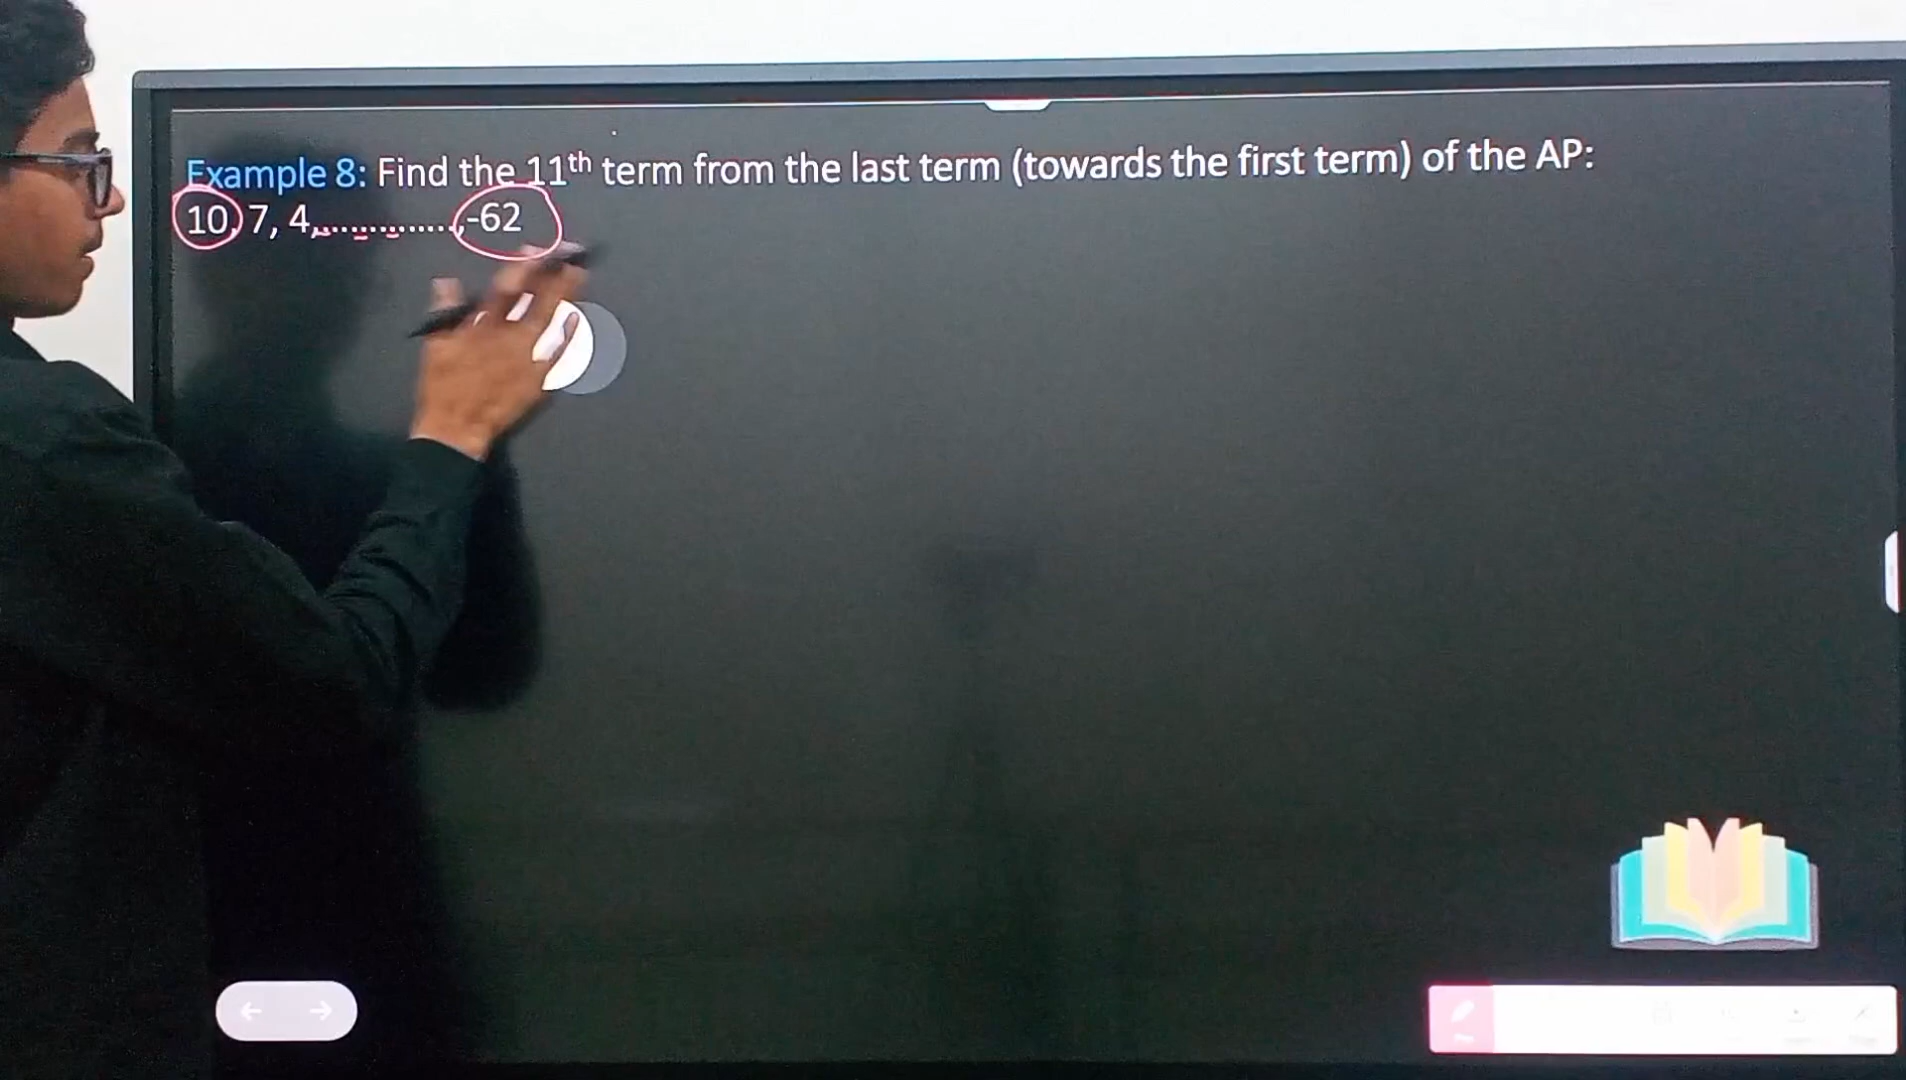 Example 8: Find the 11th term from the last term (towards the first term) of the AP:
10, 7, 4,..............,-62